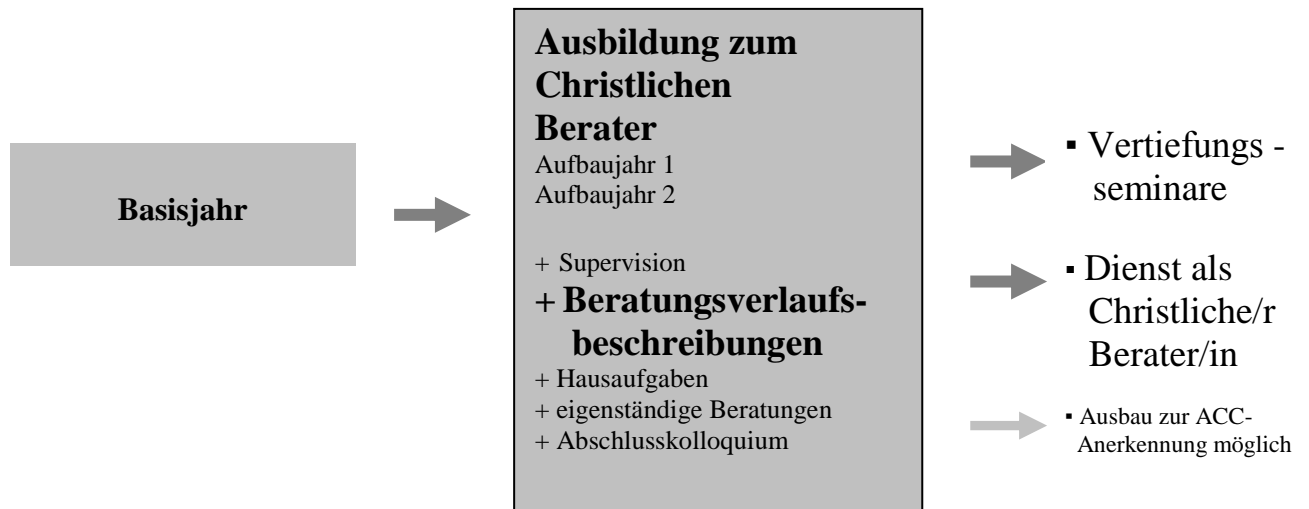 Basisjahr
Ausbildung zum
Christlichen
Berater
Aufbaujahr 1
Aufbaujahr 2
+ Supervision
+ Beratungsverlaufs-
beschreibungen
+ Hausaufgaben
+ eigenständige Beratungen
+ Abschlusskolloquium
▪ Vertiefungs -
seminare
▪ Dienst als
Christliche/r
Berater/in
▪ Ausbau zur ACC-
Anerkennung möglich